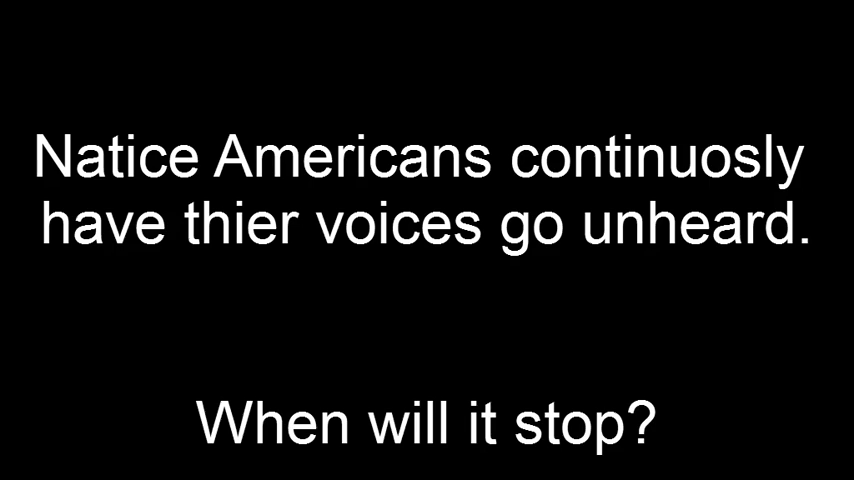 Natice Americans continuosly
have thier voices go unheard.
When will it stop?